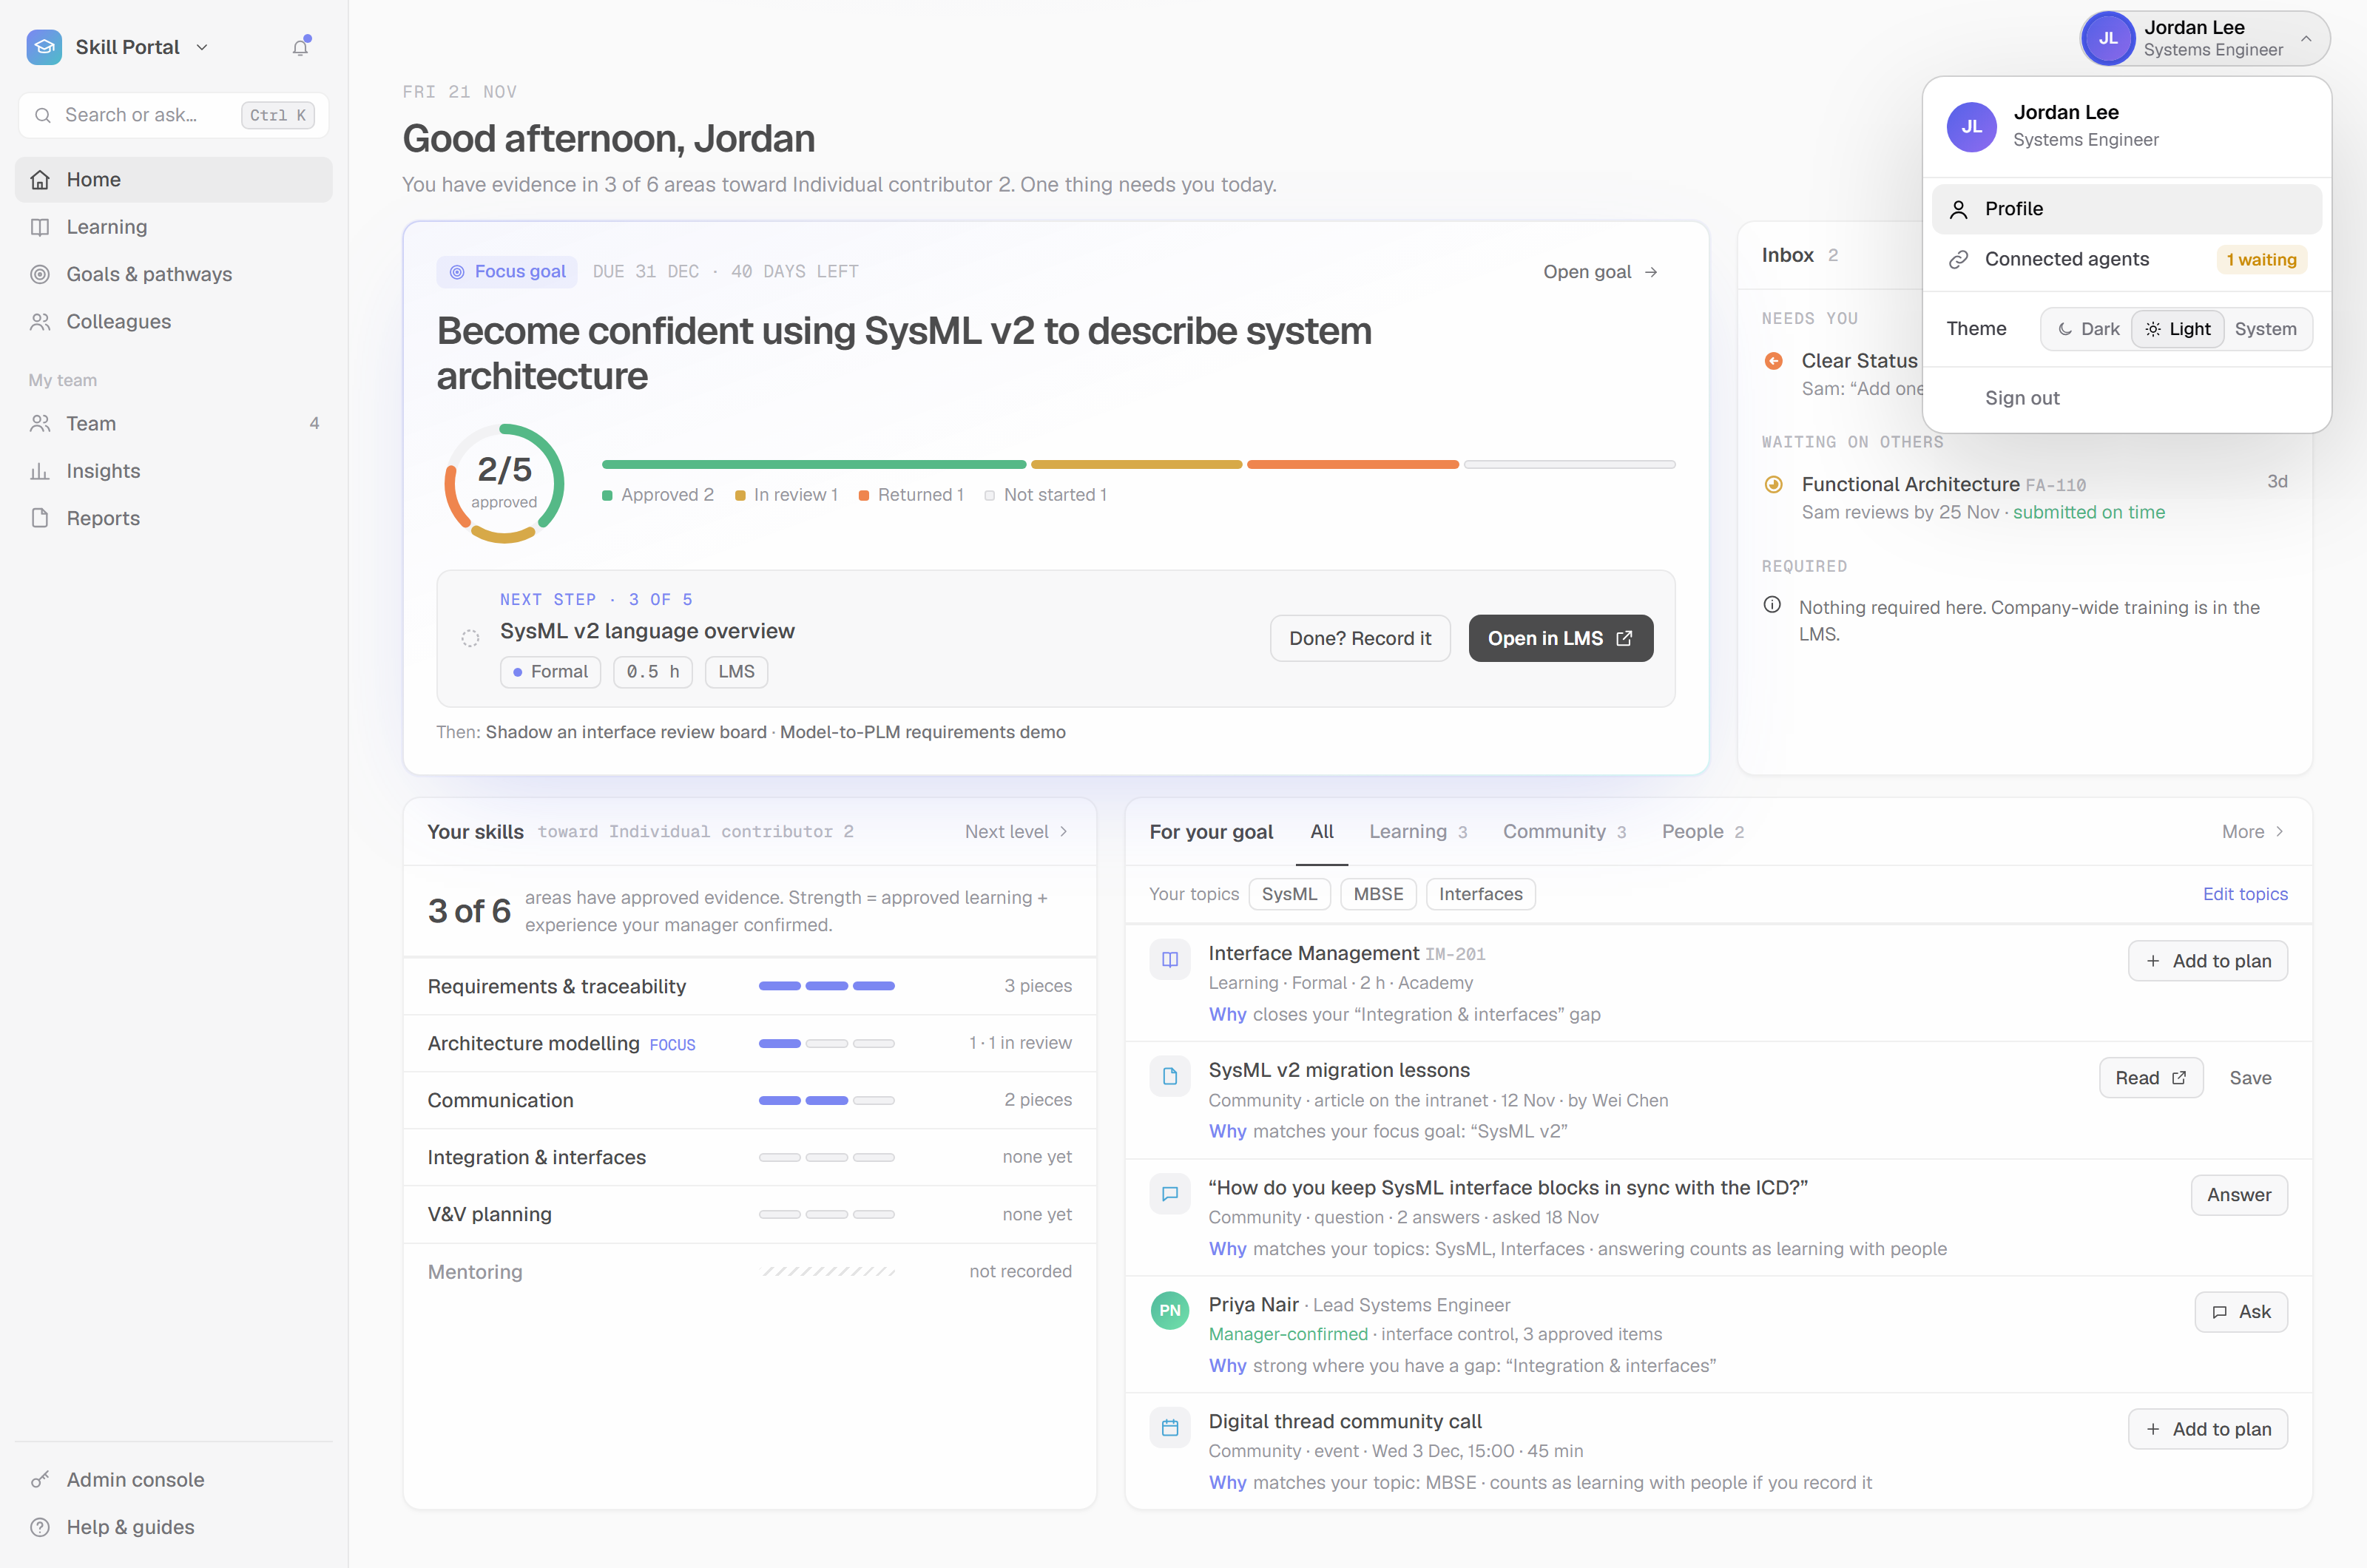 Skill Portal
Search or ask... Ctrl K
Home
Learning
Goals & pathways
Colleagues
My team
Team 4
Insights
Reports
Admin console
Help & guides
JL Jordan Lee
Systems Engineer
JL Jordan Lee
Systems Engineer
Profile
Connected agents 1 waiting
Theme Dark Light System
Sign out
FRI 21 NOV
Good afternoon, Jordan
You have evidence in 3 of 6 areas toward Individual contributor 2. One thing needs you today.
Focus goal DUE 31 DEC · 40 DAYS LEFT Open goal →
Become confident using SysML v2 to describe system
architecture
2/5
approved
Approved 2 In review 1 Returned 1 Not started 1
NEXT STEP · 3 OF 5
SysML v2 language overview
Formal 0.5 h LMS
Done? Record it Open in LMS
Then: Shadow an interface review board · Model-to-PLM requirements demo
Inbox 2
NEEDS YOU
Clear Status
Sam: “Add one
WAITING ON OTHERS
Functional Architecture FA-110 3d
Sam reviews by 25 Nov · submitted on time
REQUIRED
Nothing required here. Company-wide training is in the
LMS.
Your skills toward Individual contributor 2 Next level
3 of 6 areas have approved evidence. Strength = approved learning +
experience your manager confirmed.
Requirements & traceability 3 pieces
Architecture modelling FOCUS 1 · 1 in review
Communication 2 pieces
Integration & interfaces none yet
V&V planning none yet
Mentoring not recorded
For your goal All Learning 3 Community 3 People 2 More
Your topics SysML MBSE Interfaces Edit topics
Interface Management IM-201
Learning · Formal · 2 h · Academy
Why closes your “Integration & interfaces” gap
+ Add to plan
SysML v2 migration lessons
Community · article on the intranet · 12 Nov · by Wei Chen
Why matches your focus goal: “SysML v2”
Read Save
“How do you keep SysML interface blocks in sync with the ICD?”
Community · question · 2 answers · asked 18 Nov
Why matches your topics: SysML, Interfaces · answering counts as learning with people
Answer
PN Priya Nair · Lead Systems Engineer
Manager-confirmed · interface control, 3 approved items
Why strong where you have a gap: “Integration & interfaces”
Ask
Digital thread community call
Community · event · Wed 3 Dec, 15:00 · 45 min
Why matches your topic: MBSE · counts as learning with people if you record it
+ Add to plan